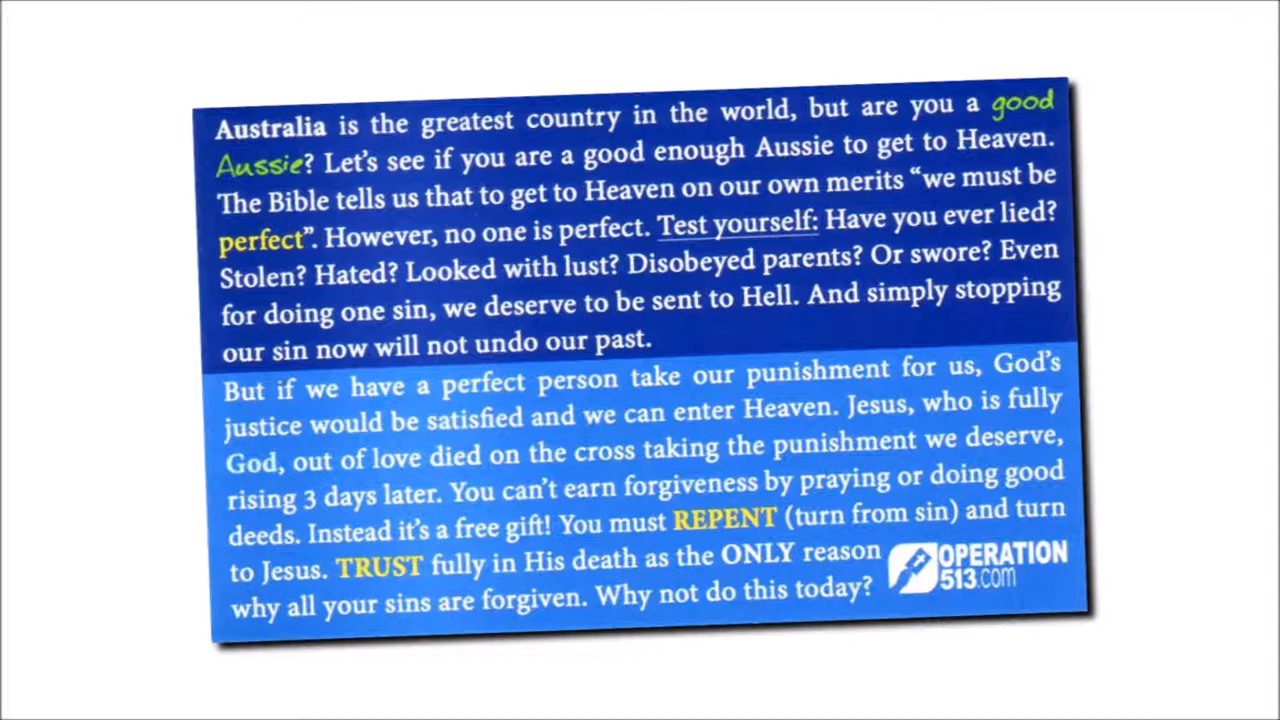 Australia is the greatest country in the world, but are you a good
Aussie? Let's see if you are a good enough Aussie to get to Heaven.
The Bible tells us that to get to Heaven on our own merits “we must be
perfect”. However, no one is perfect. Test yourself: Have you ever lied?
Stolen? Hated? Looked with lust? Disobeyed parents? Or swore? Even
for doing one sin, we deserve to be sent to Hell. And simply stopping
our sin now will not undo our past.
But if we have a perfect person take our punishment for us, God's
justice would be satisfied and we can enter Heaven. Jesus, who is fully
God, out of love died on the cross taking the punishment we deserve,
rising 3 days later. You can't earn forgiveness by praying or doing good
deeds. Instead it's a free gift! You must REPENT (turn from sin) and turn
to Jesus. TRUST fully in His death as the ONLY reason
why all your sins are forgiven. Why not do this today?
OPERATION
513.com